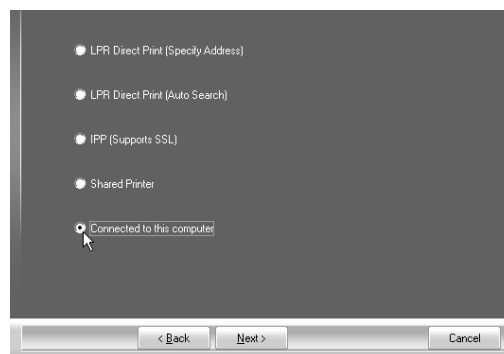 LPR Direct Print (Specify Address)
LPR Direct Print (Auto Search)
IPP (Supports SSL)
Shared Printer
Connected to this computer
< Back Next > Cancel